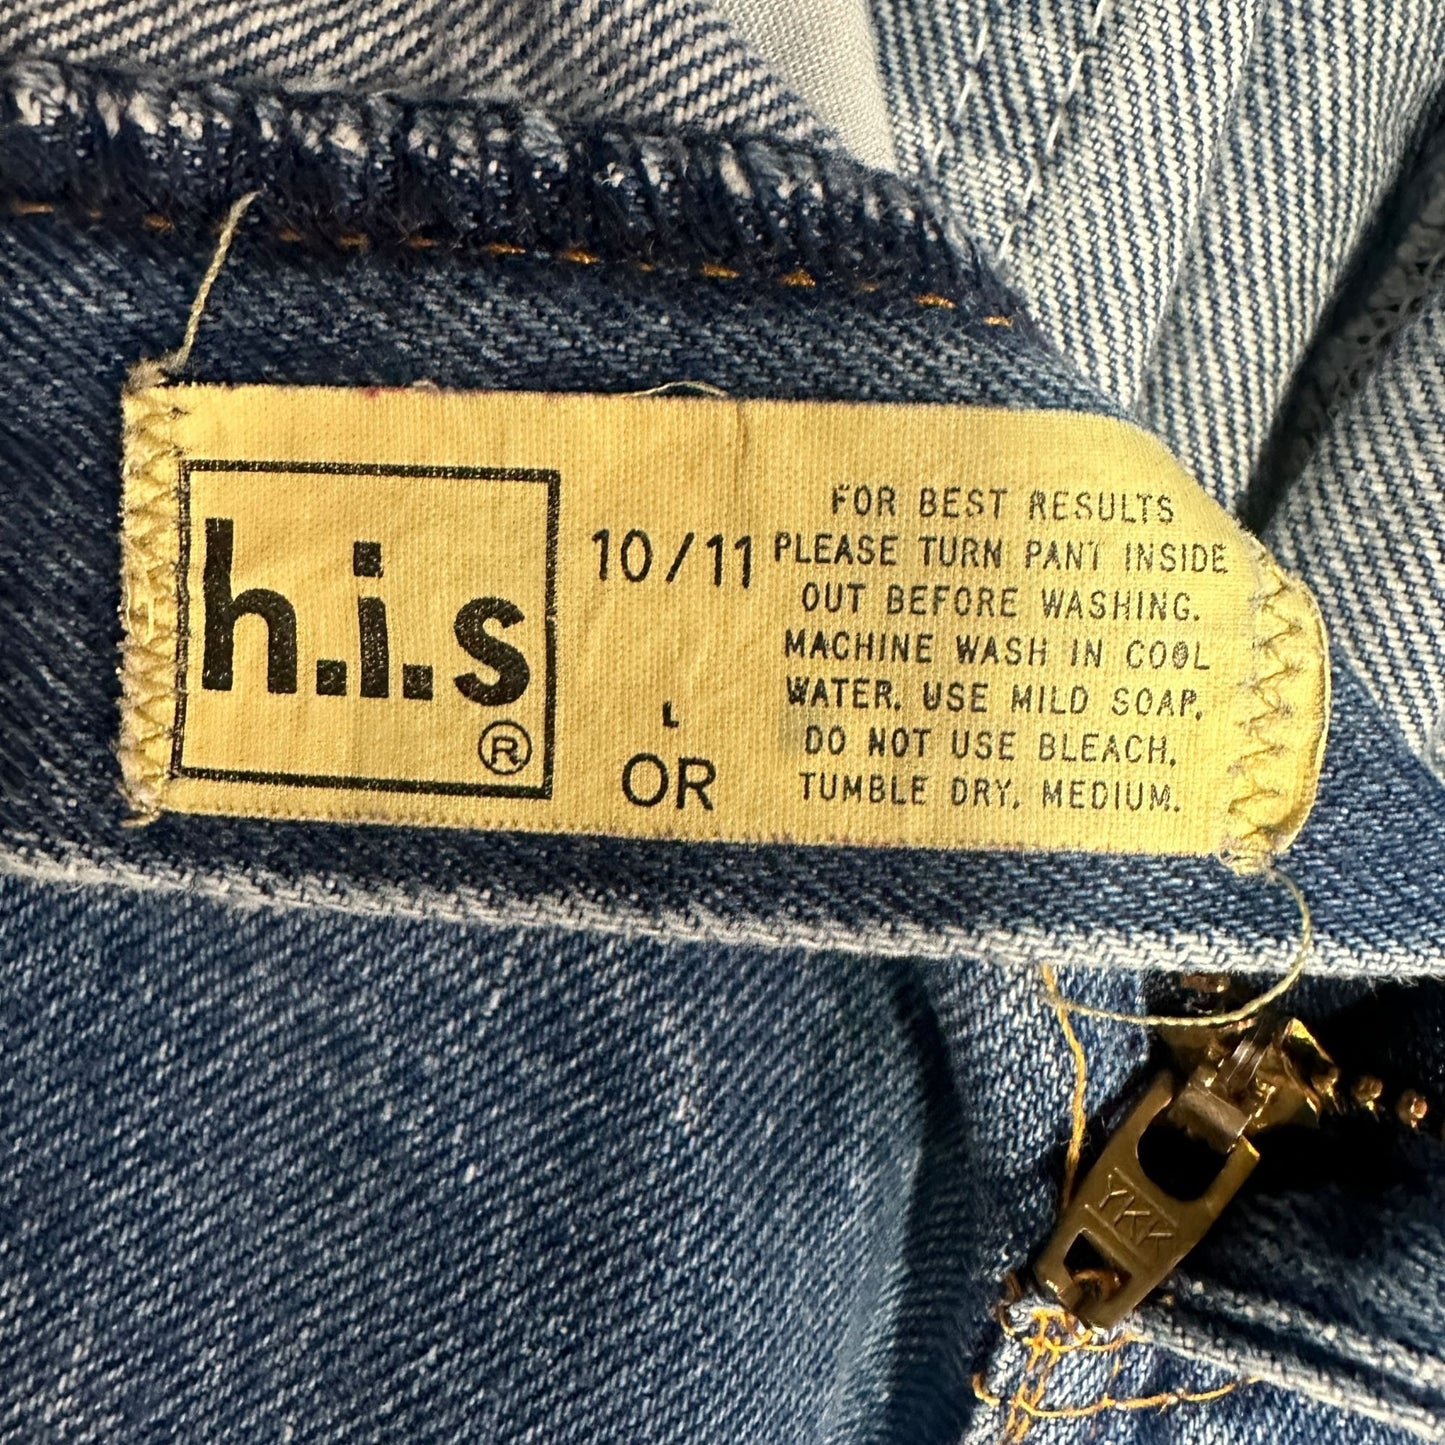 h.i.s
®
10/11
L
OR
FOR BEST RESULTS
PLEASE TURN PANT INSIDE
OUT BEFORE WASHING.
MACHINE WASH IN COOL
WATER. USE MILD SOAP.
DO NOT USE BLEACH.
TUMBLE DRY. MEDIUM.
YKK